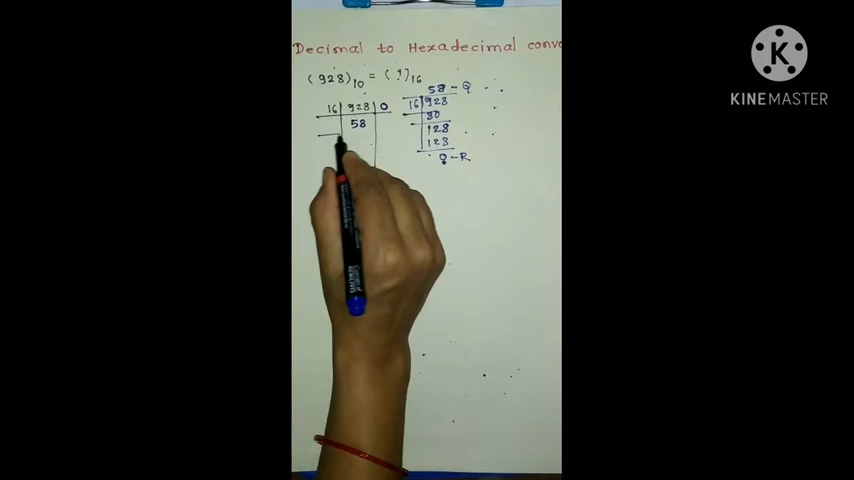 Decimal to Hexadecimal conv
(928)10 = (?)16
16 928 0
58
58 - Q
16 928
80
128
128
0 - R
K
KINEMASTER